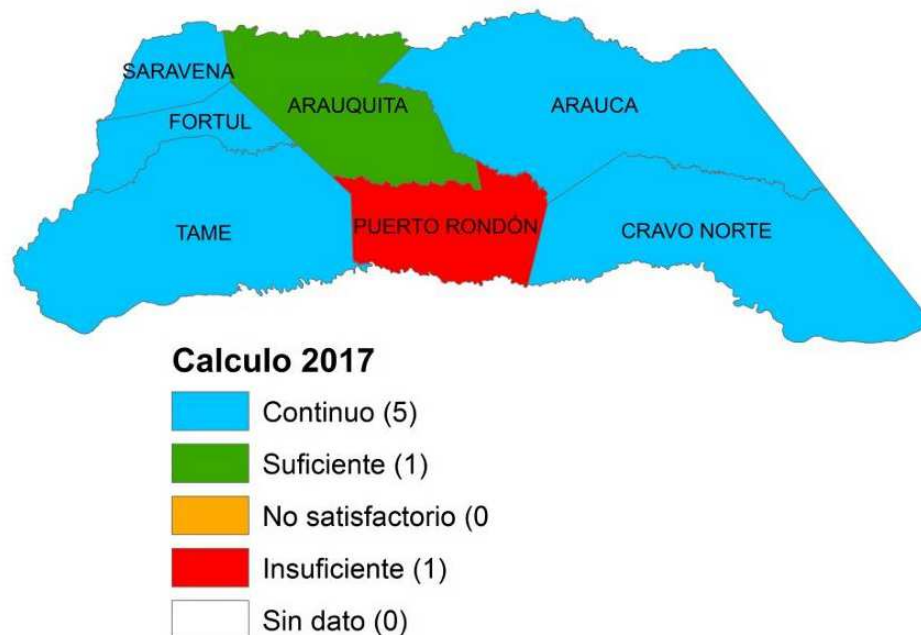 SARAVENA
ARAUQUITA
ARAUCA
FORTUL
TAME
PUERTO RONDÓN
CRAVO NORTE
Calculo 2017
Continuo (5)
Suficiente (1)
No satisfactorio (0
Insuficiente (1)
Sin dato (0)